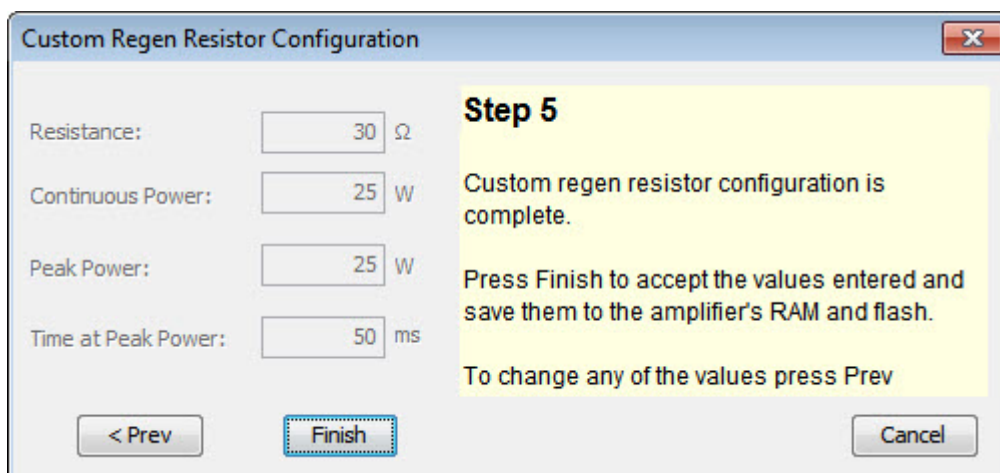 Custom Regen Resistor Configuration
Resistance: 30 Ω
Continuous Power: 25 W
Peak Power: 25 W
Time at Peak Power: 50 ms
Step 5
Custom regen resistor configuration is
complete.
Press Finish to accept the values entered and
save them to the amplifier's RAM and flash.
To change any of the values press Prev
< Prev
Finish
Cancel